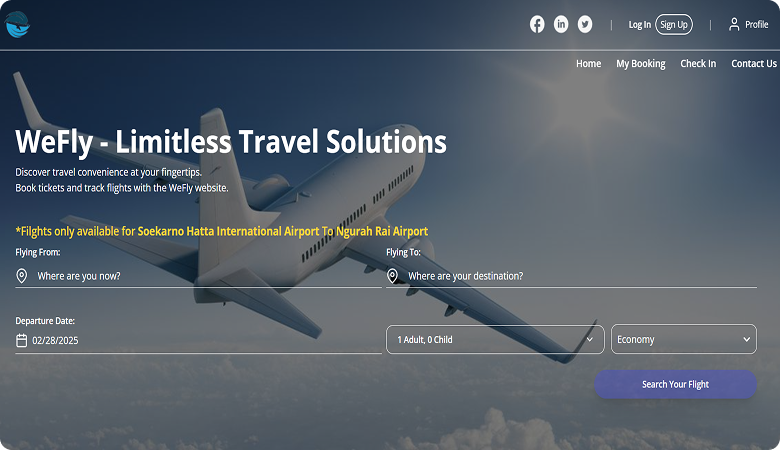 Log In Sign Up Profile
Home My Booking Check In Contact Us
WeFly - Limitless Travel Solutions
Discover travel convenience at your fingertips.
Book tickets and track flights with the WeFly website.
*Filghts only available for Soekarno Hatta International Airport To Ngurah Rai Airport
Flying From: Flying To:
Where are you now? Where are your destination?
Departure Date:
02/28/2025 1 Adult, 0 Child Economy
Search Your Flight